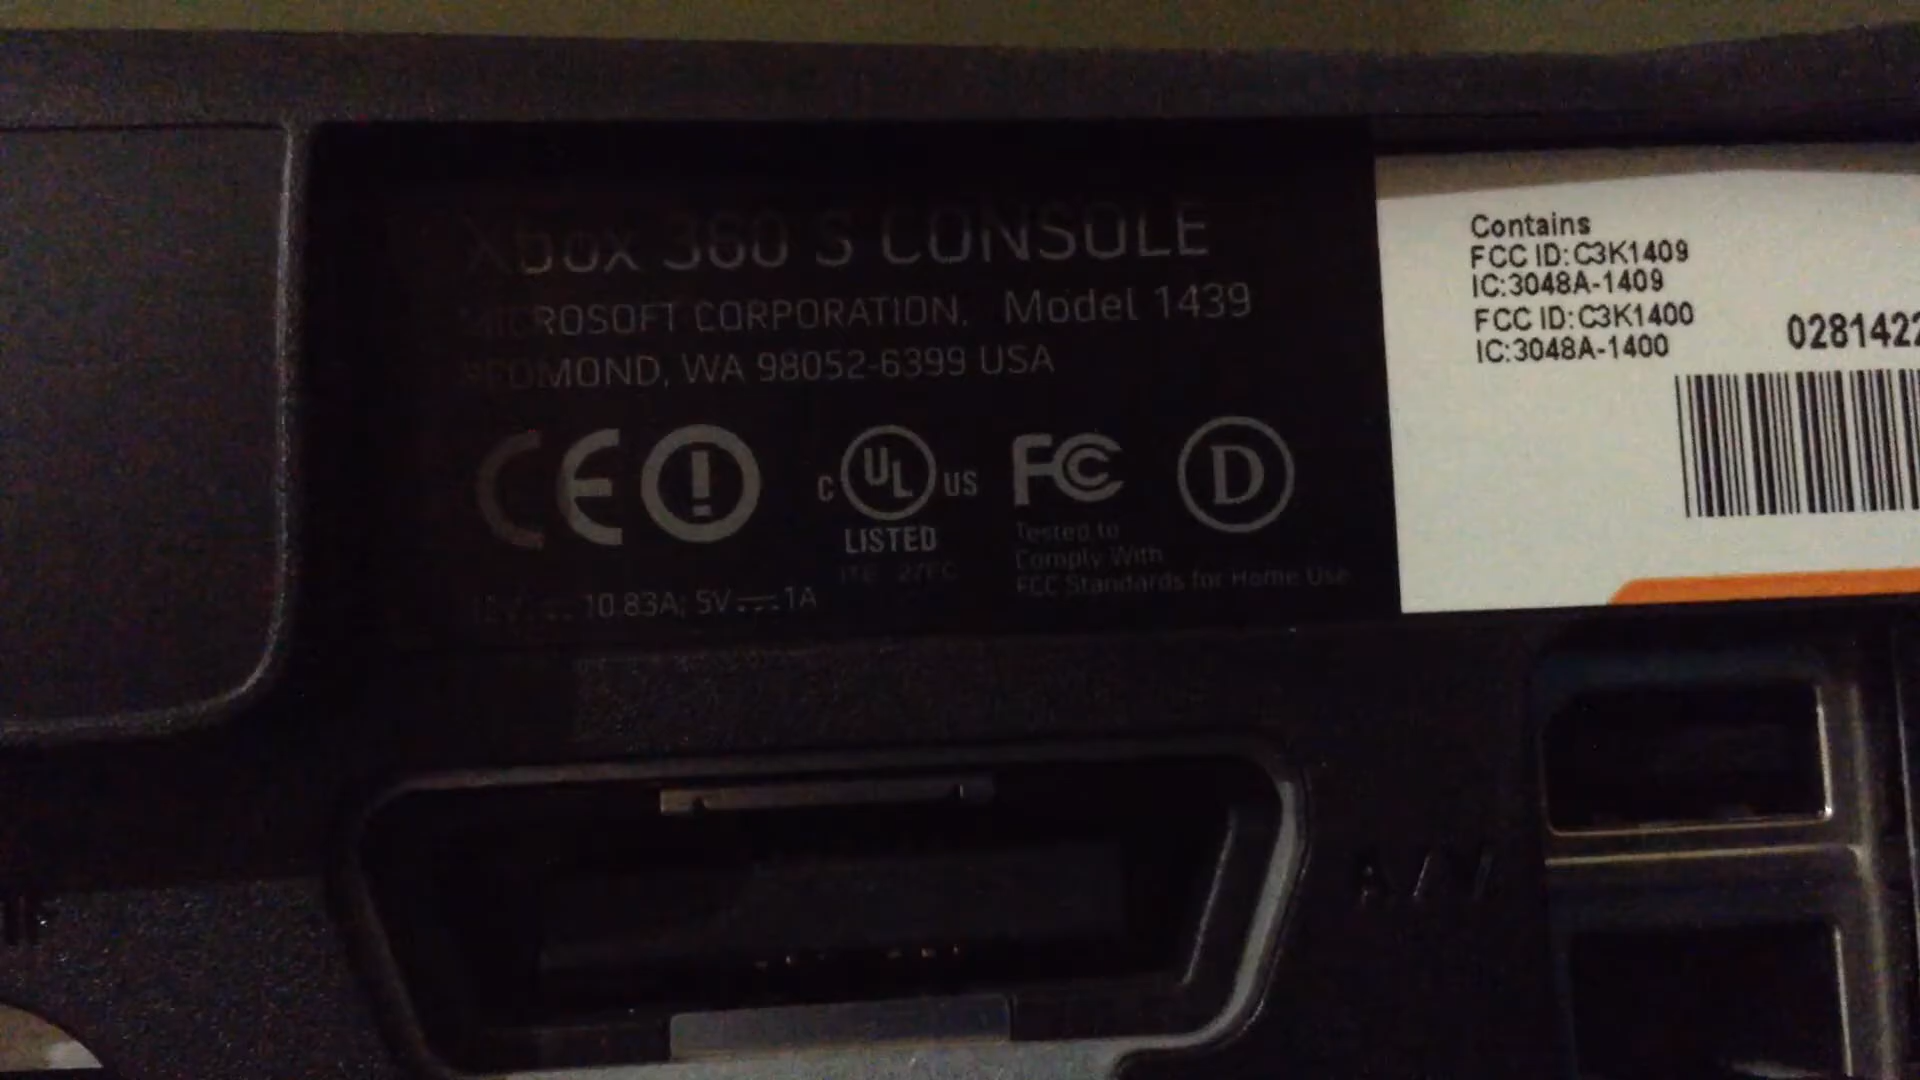 Xbox 360 S CONSOLE
MICROSOFT CORPORATION. Model 1439
REDMOND, WA 98052-6399 USA
CE
C UL US
LISTED
FC
D
Tested to
Comply With
FCC Standards for Home Use
10.83A; 5V 1A
Contains
FCC ID:C3K1409
IC:3048A-1409
FCC ID:C3K1400
IC:3048A-1400
0281422
A/V